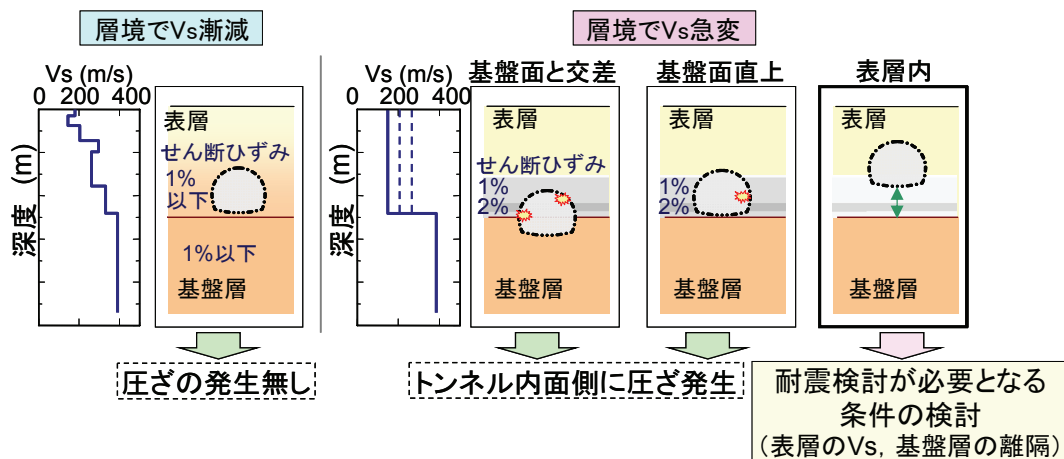 層境でVs漸減
Vs (m/s)
0 200 400
深度 (m)
表層
せん断ひずみ
1%
以下
1%以下
基盤層
圧ざの発生無し
層境でVs急変
Vs (m/s)
0 200 400
深度 (m)
基盤面と交差
表層
せん断ひずみ
1%
2%
基盤層
基盤面直上
表層
1%
2%
基盤層
トンネル内面側に圧ざ発生
表層内
表層
基盤層
耐震検討が必要となる
条件の検討
（表層のVs，基盤層の離隔）